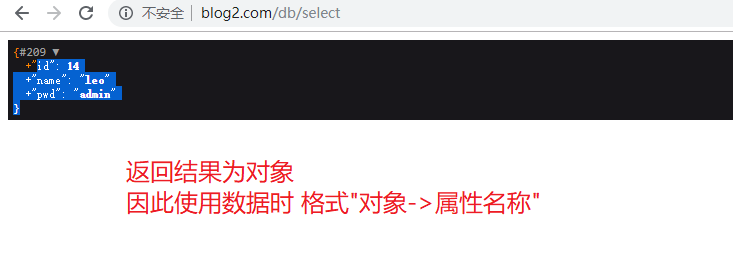 不安全 | blog2.com/db/select
{#209 ▼
+"id": 14
+"name": "leo"
+"pwd": "admin"
}
返回结果为对象
因此使用数据时 格式"对象->属性名称"